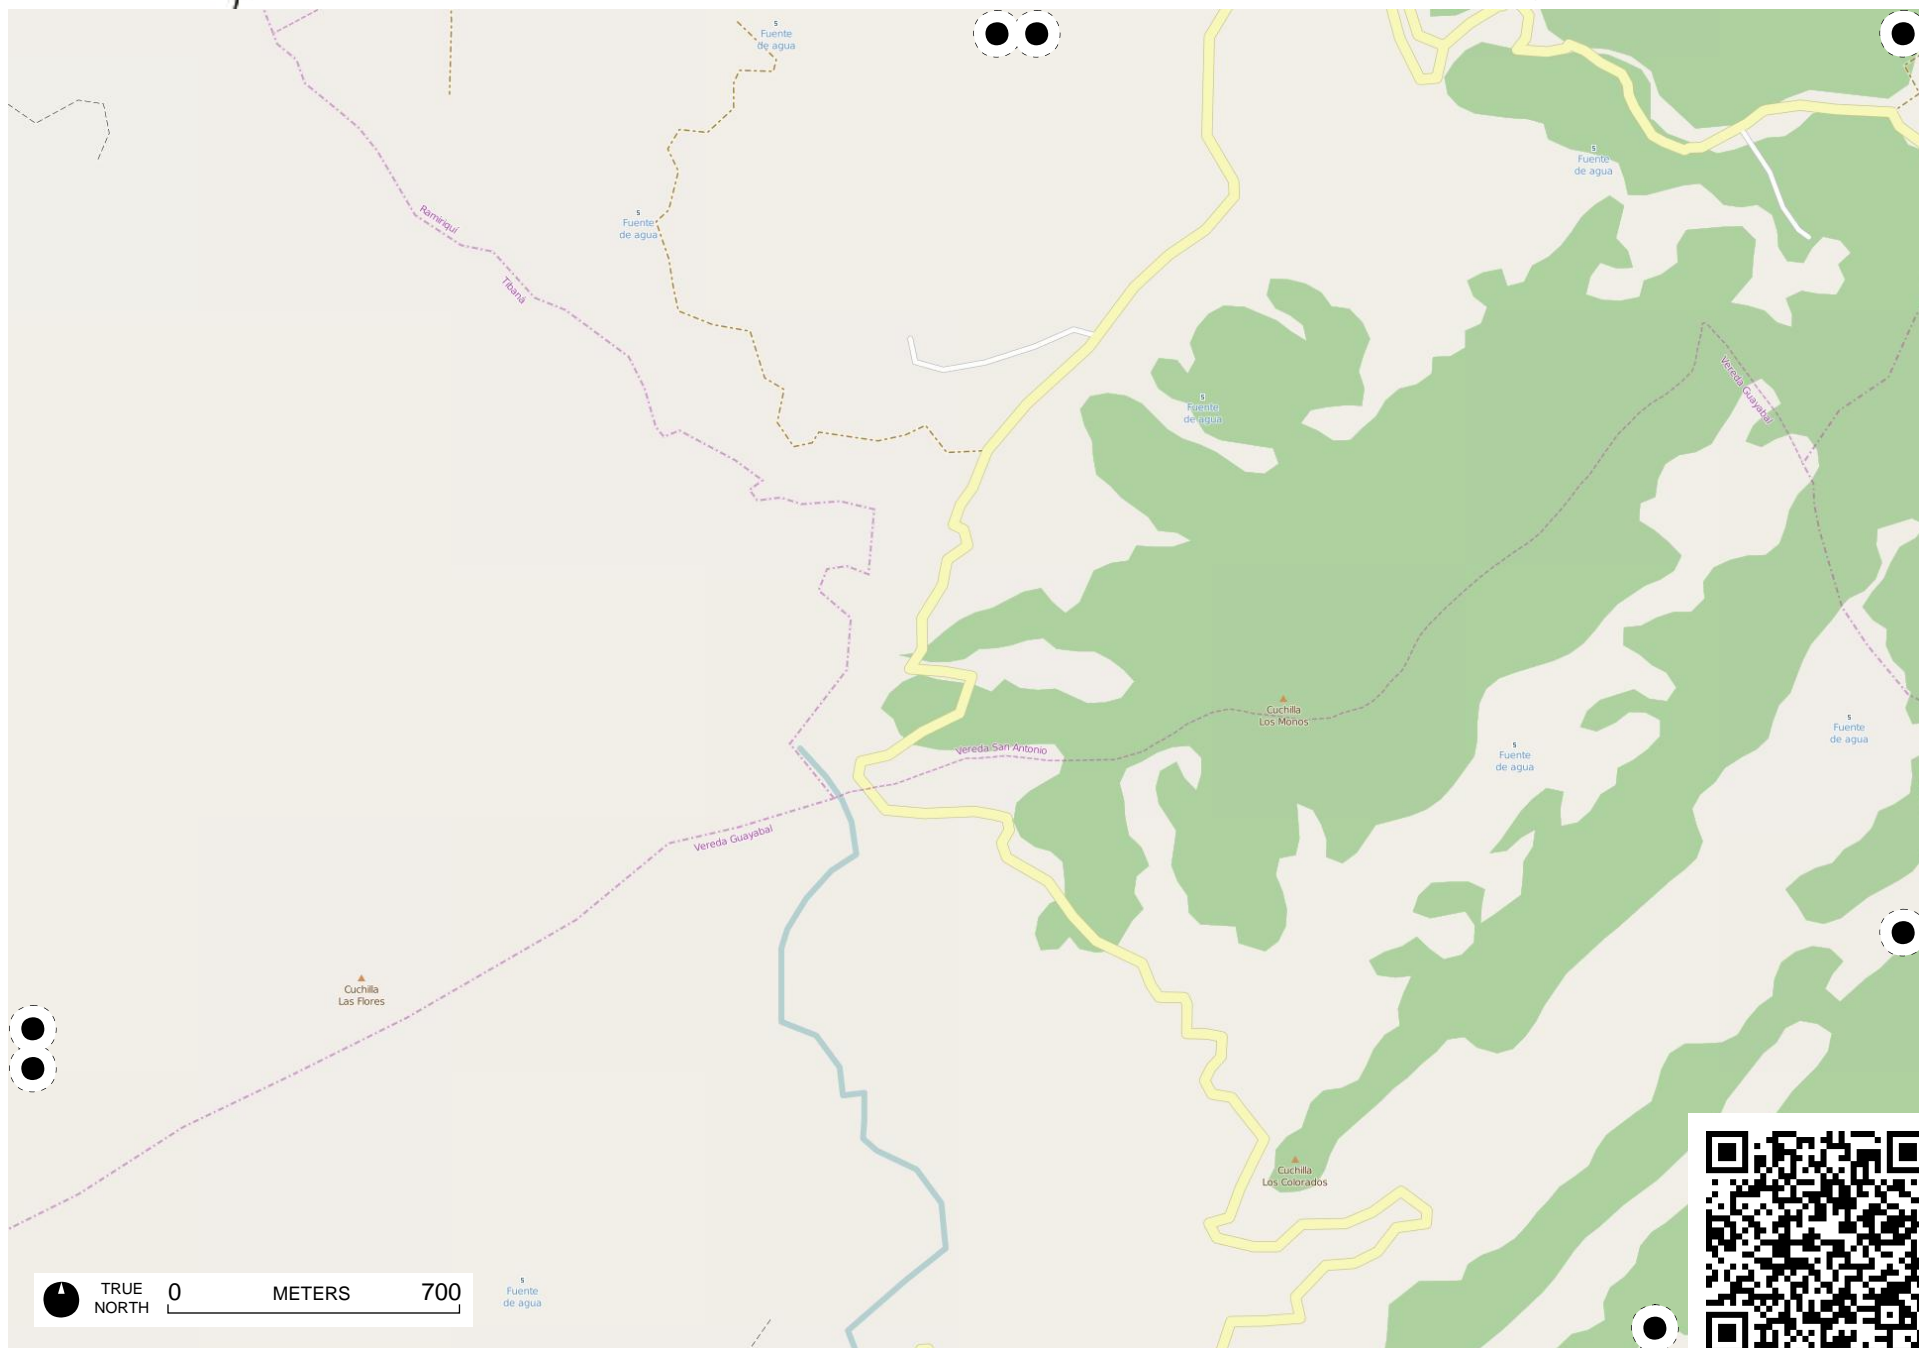 Fuente
de agua
Fuente
de agua
Ramiriquí
Fuente
de agua
Tibaná
Vereda Guayabal
Fuente
de agua
Cuchilla
Los Monos
Vereda San Antonio
Fuente
de agua
Fuente
de agua
Vereda Guayabal
Cuchilla
Las Flores
Cuchilla
Los Colorados
Fuente
de agua
TRUE
NORTH
0 METERS 700